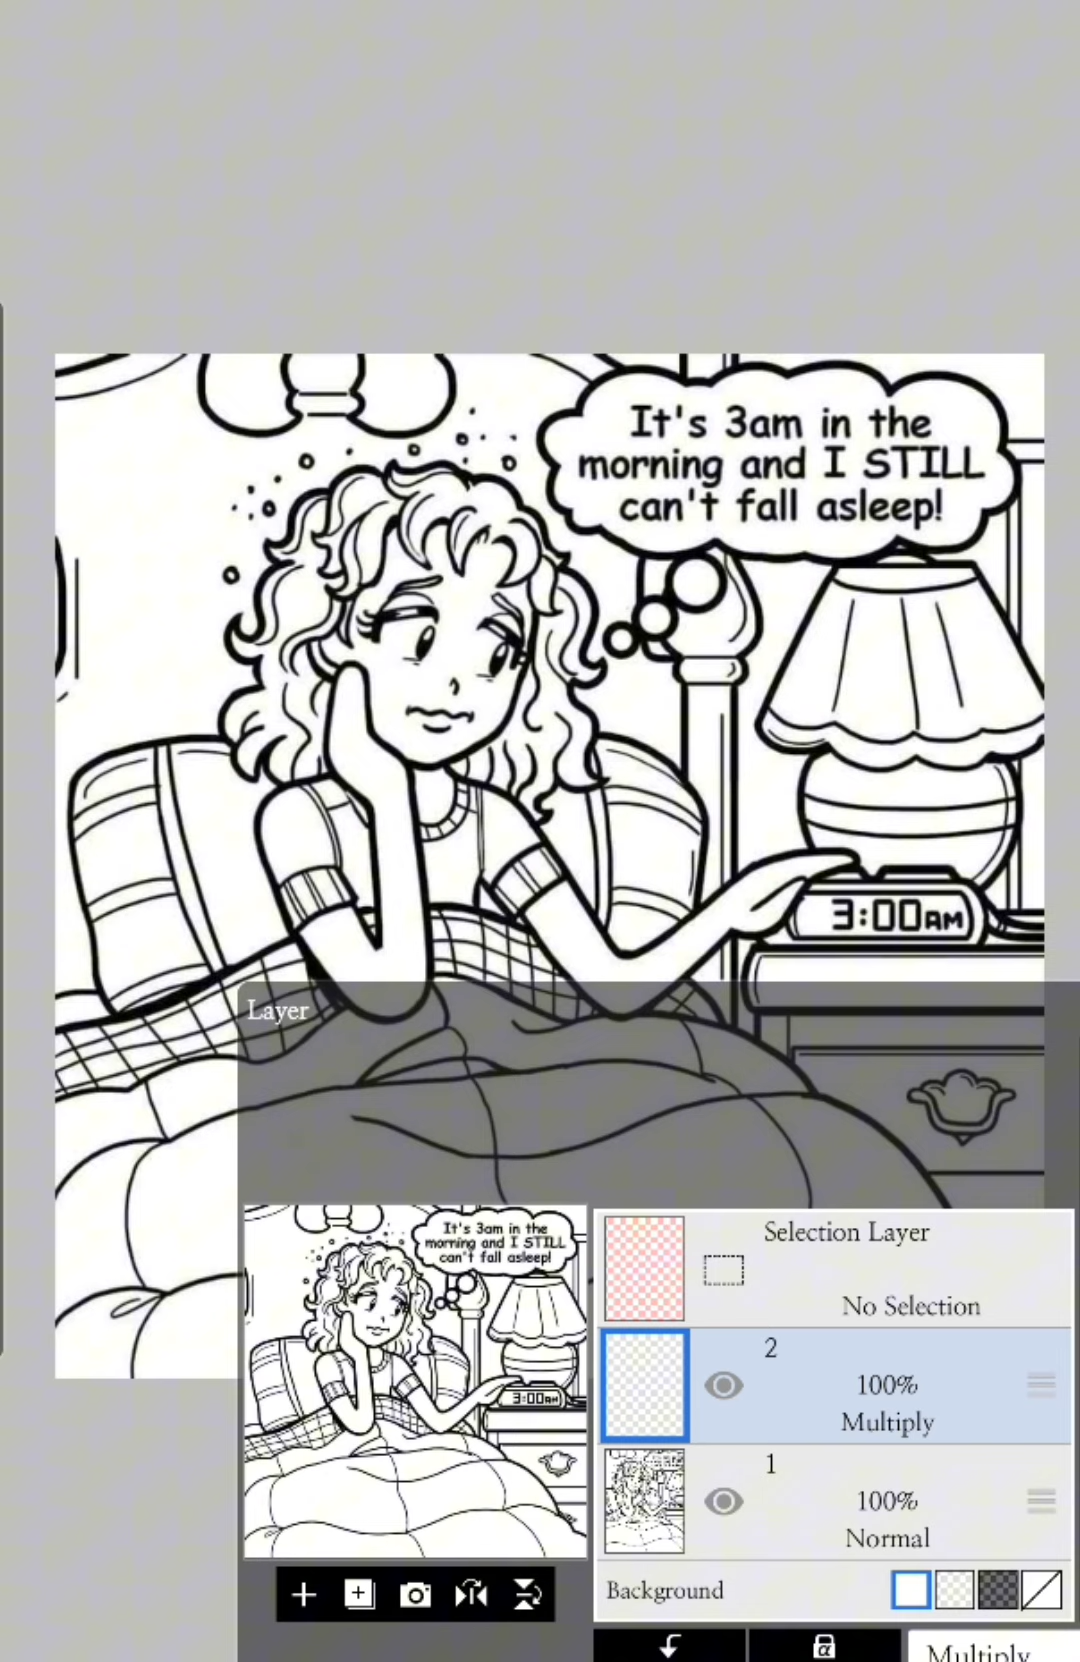 It's 3am in the
morning and I STILL
can't fall asleep!
3:00AM
Layer
It's 3am in the
morning and I STILL
can't fall asleep!
3:00AM
Selection Layer
No Selection
2
100%
Multiply
1
100%
Normal
Background
α
Multiply